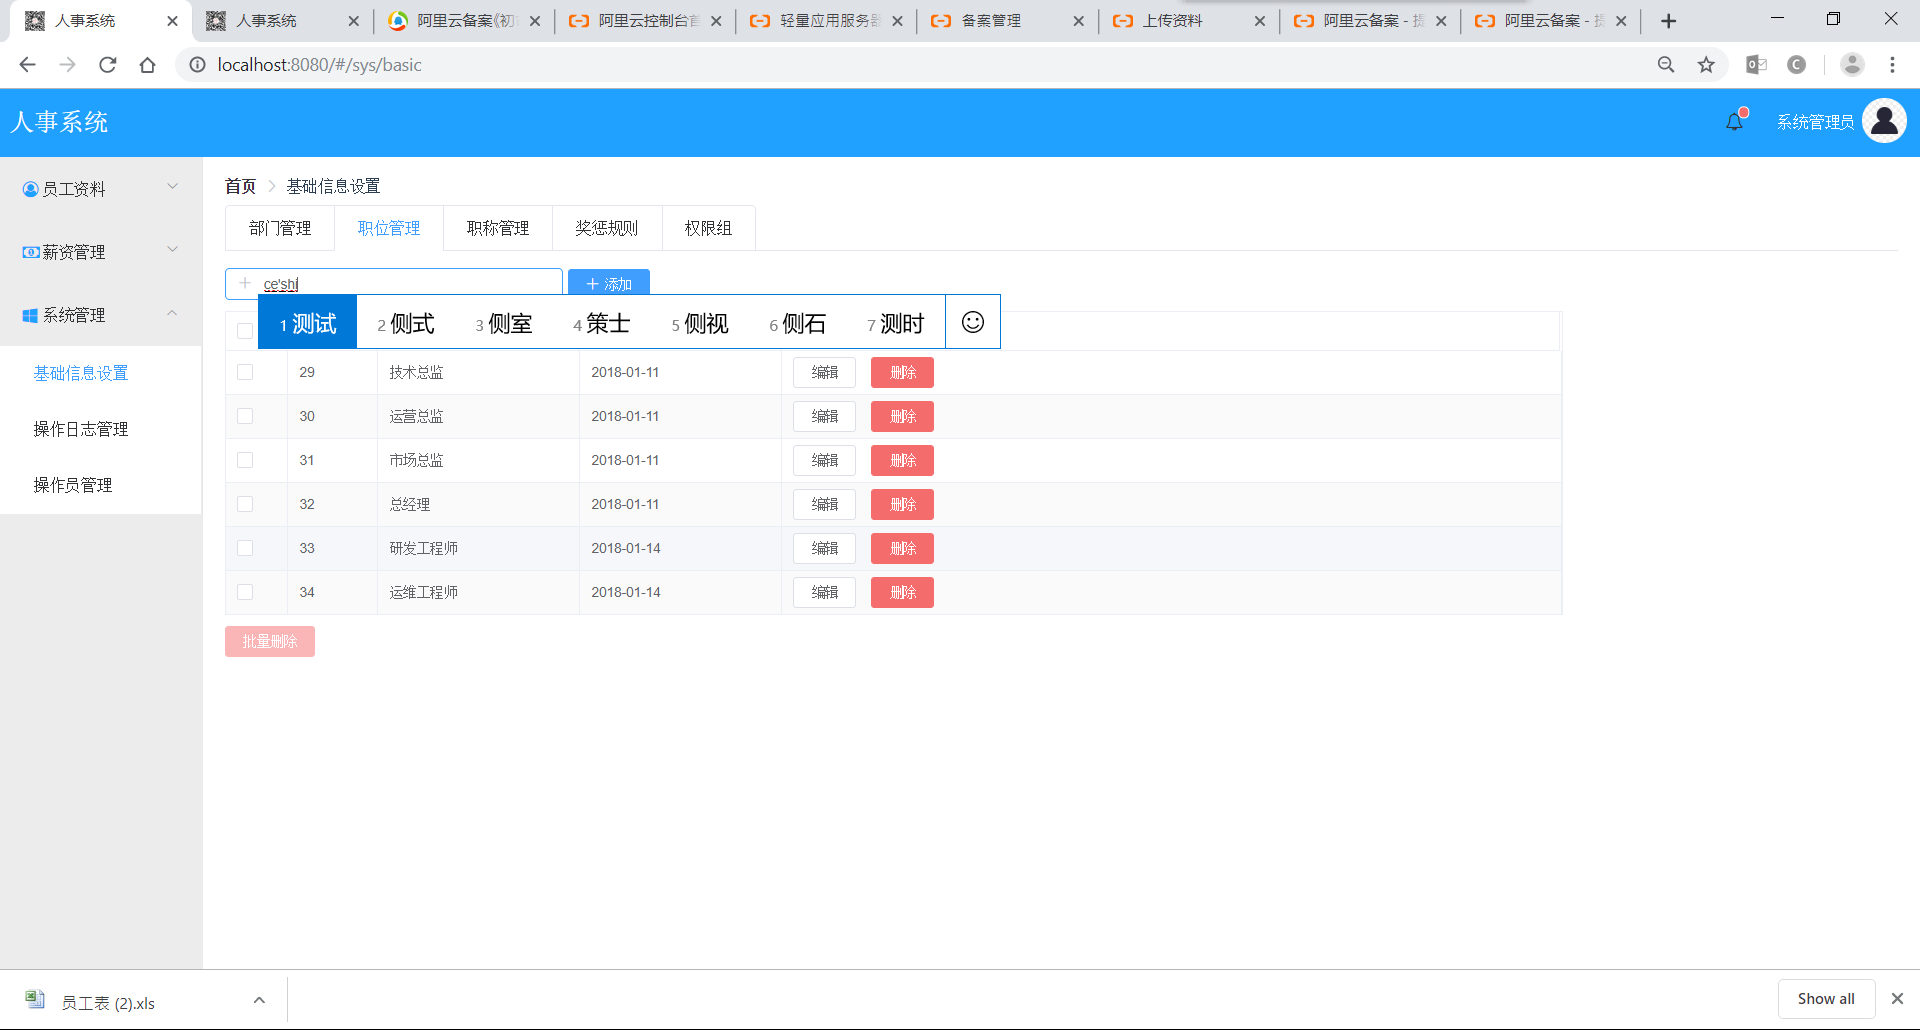 人事系统
人事系统
阿里云备案《初
阿里云控制台首
轻量应用服务器
备案管理
上传资料
阿里云备案 - 提
阿里云备案 - 提
localhost:8080/#/sys/basic
人事系统
系统管理员
员工资料
薪资管理
系统管理
基础信息设置
操作日志管理
操作员管理
首页 基础信息设置
部门管理 职位管理 职称管理 奖惩规则 权限组
ce'shi
添加
1 测试 2 侧式 3 侧室 4 策士 5 侧视 6 侧石 7 测时
29 技术总监 2018-01-11 编辑 删除
30 运营总监 2018-01-11 编辑 删除
31 市场总监 2018-01-11 编辑 删除
32 总经理 2018-01-11 编辑 删除
33 研发工程师 2018-01-14 编辑 删除
34 运维工程师 2018-01-14 编辑 删除
批量删除
员工表 (2).xls
Show all